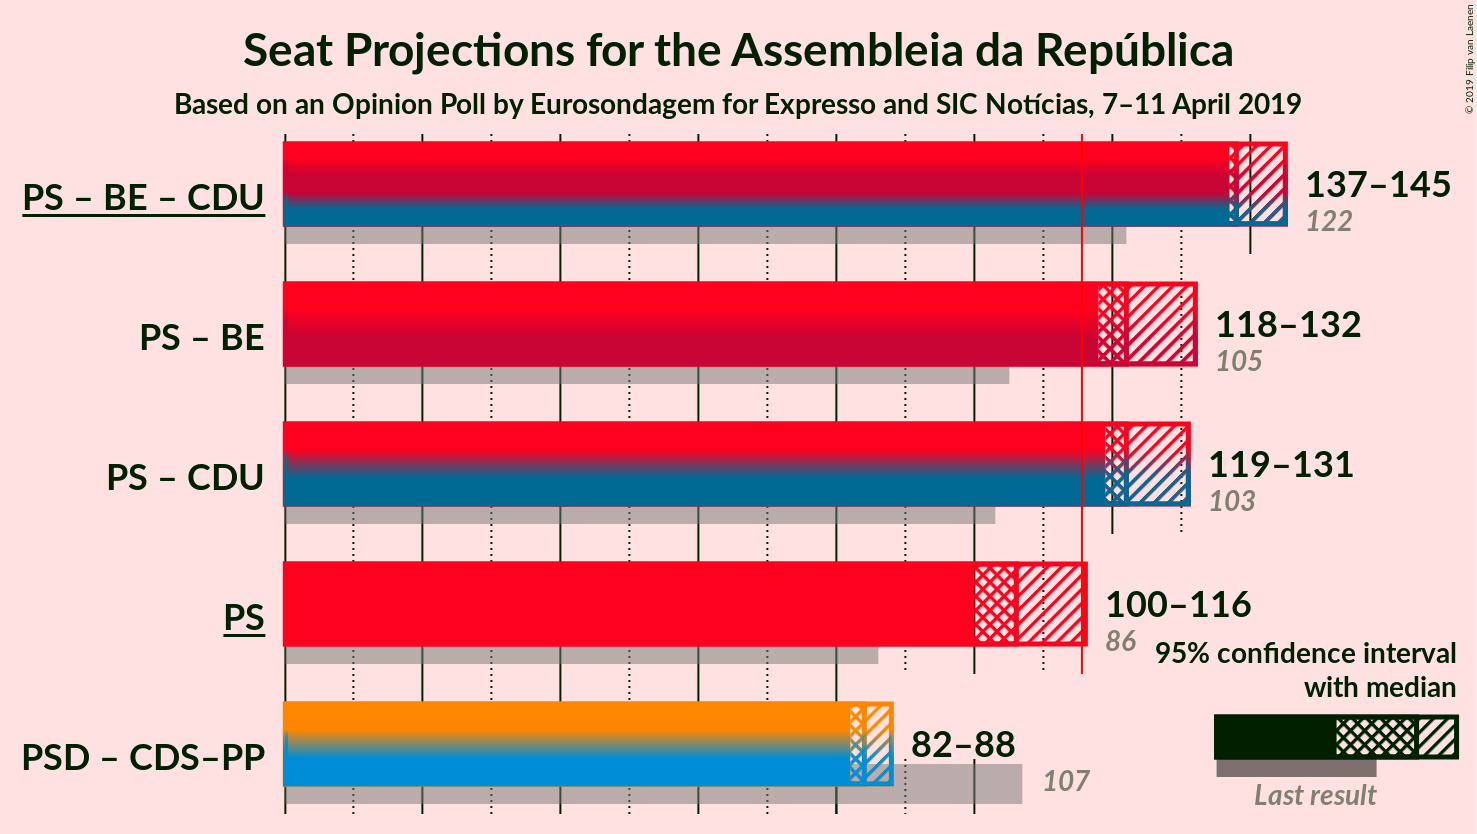 Seat Projections for the Assembleia da República
Based on an Opinion Poll by Eurosondagem for Expresso and SIC Notícias, 7–11 April 2019
© 2019 Filip van Laenen
PS – BE – CDU
137–145
122
PS – BE
118–132
105
PS – CDU
119–131
103
PS
100–116
86
PSD – CDS–PP
82–88
107
95% confidence interval
with median
Last result